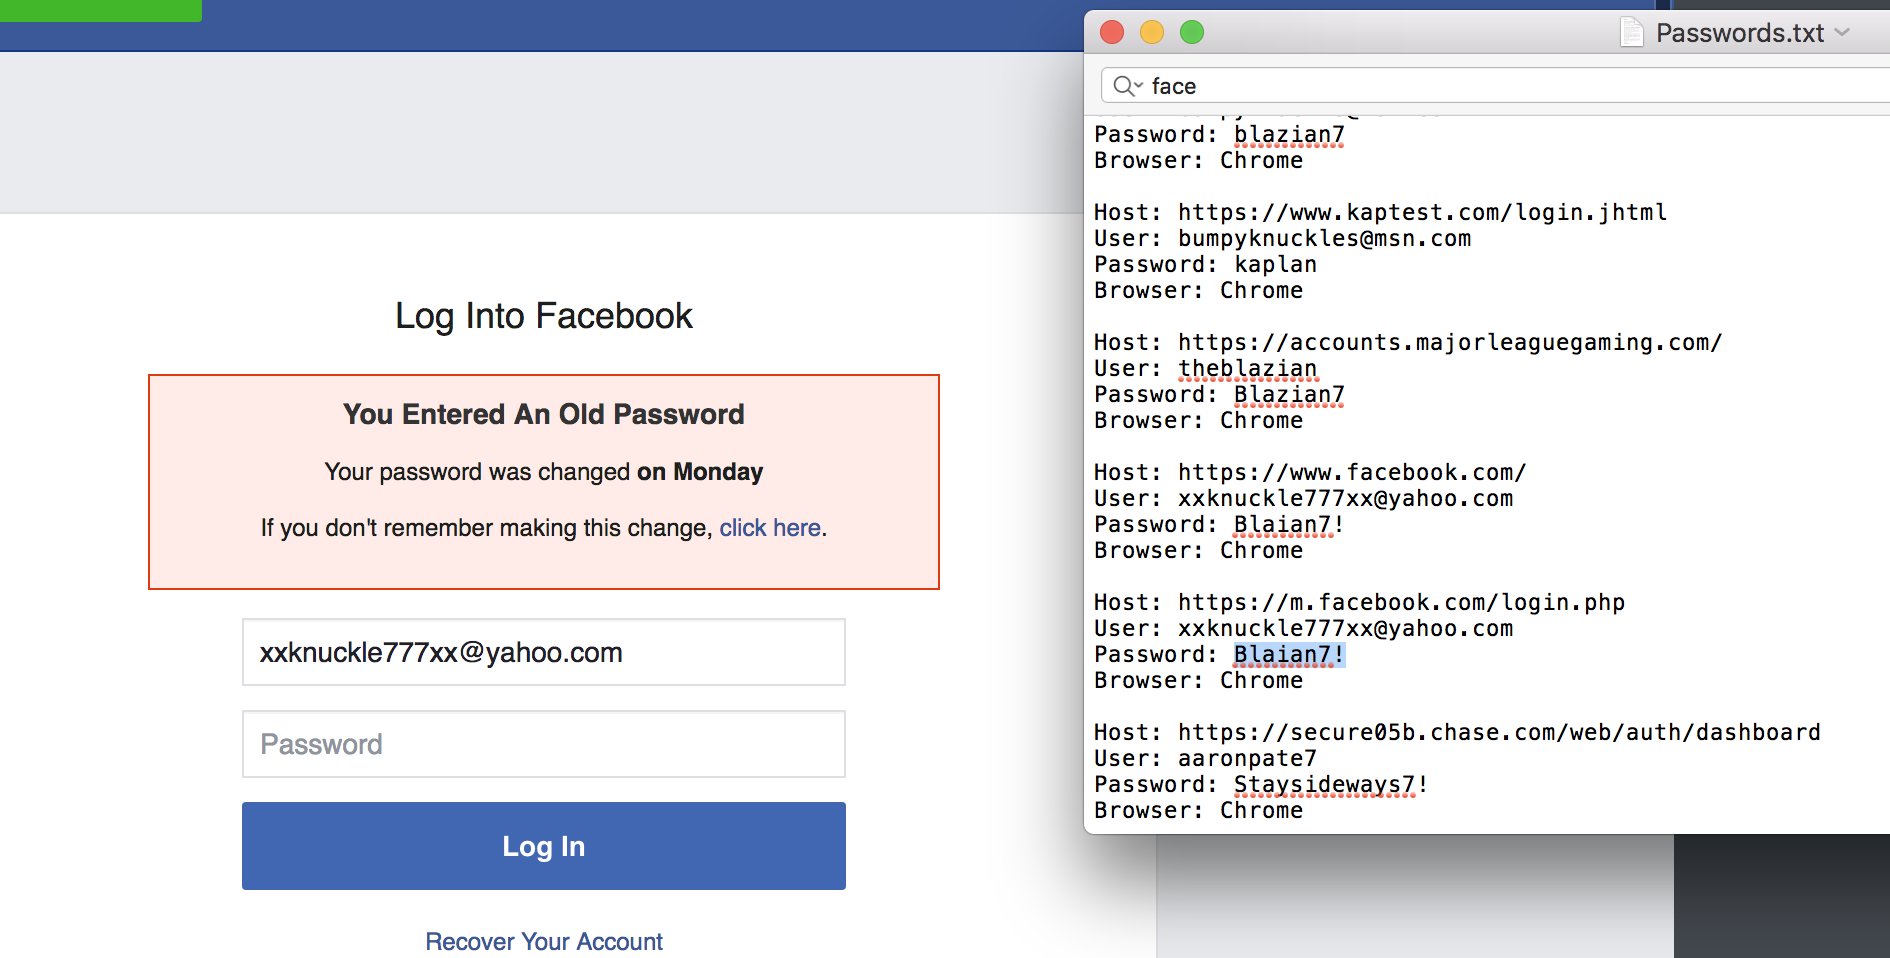 Log Into Facebook
You Entered An Old Password
Your password was changed on Monday
If you don't remember making this change, click here.
xxknuckle777xx@yahoo.com
Password
Log In
Recover Your Account
Passwords.txt
face
Password: blazian7
Browser: Chrome
Host: https://www.kaptest.com/login.jhtml
User: bumpyknuckles@msn.com
Password: kaplan
Browser: Chrome
Host: https://accounts.majorleaguegaming.com/
User: theblazian
Password: Blazian7
Browser: Chrome
Host: https://www.facebook.com/
User: xxknuckle777xx@yahoo.com
Password: Blaian7!
Browser: Chrome
Host: https://m.facebook.com/login.php
User: xxknuckle777xx@yahoo.com
Password: Blaian7!
Browser: Chrome
Host: https://secure05b.chase.com/web/auth/dashboard
User: aaronpate7
Password: Staysideways7!
Browser: Chrome